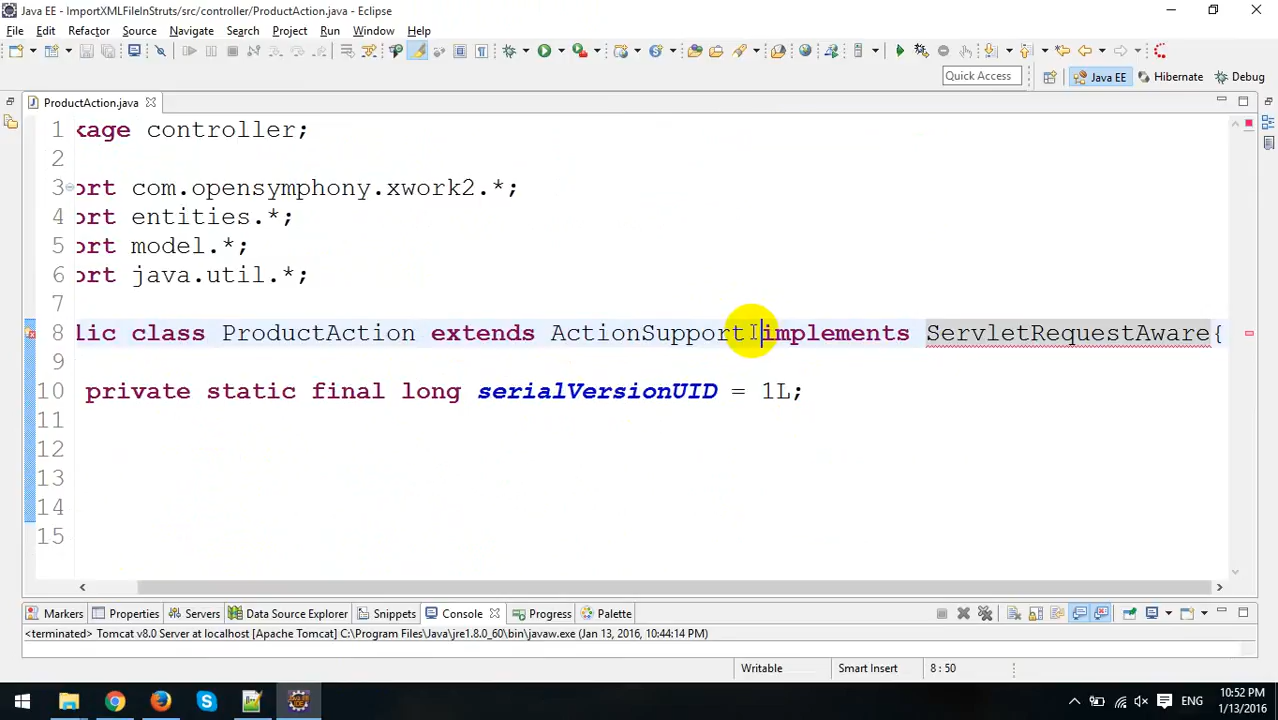 Java EE - ImportXMLFileInStruts/src/controller/ProductAction.java - Eclipse
File Edit Refactor Source Navigate Search Project Run Window Help
Quick Access
Java EE
Hibernate
Debug
ProductAction.java
1 kage controller;
2
3 ort com.opensymphony.xwork2.*;
4 ort entities.*;
5 ort model.*;
6 ort java.util.*;
7
8 lic class ProductAction extends ActionSupport implements ServletRequestAware{
9
10 private static final long serialVersionUID = 1L;
11
12
13
14
15
Markers Properties Servers Data Source Explorer Snippets Console Progress Palette
<terminated> Tomcat v8.0 Server at localhost [Apache Tomcat] C:\Program Files\Java\jre1.8.0_60\bin\javaw.exe (Jan 13, 2016, 10:44:14 PM)
Writable Smart Insert 8 : 50
ENG
10:52 PM
1/13/2016